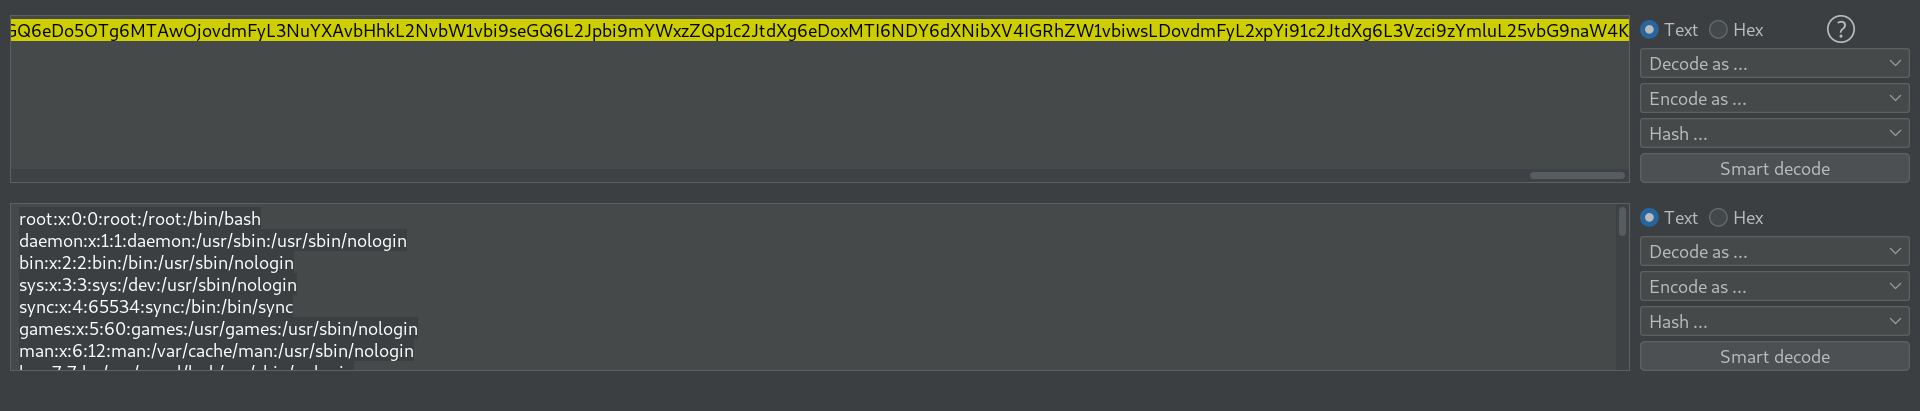 GQ6eDo5OTg6MTAwOjovdmFyL3NuYXAvbHhkL2NvbW1vbi9seGQ6L2Jpbi9mYWxzZQp1c2JtdXg6eDoxMTI6NDY6dXNibXV4IGRhZW1vbiwsLDovdmFyL2xpYi91c2JtdXg6L3Vzci9zYmluL25vbG9naW4K
Text Hex ?
Decode as ...
Encode as ...
Hash ...
Smart decode
root:x:0:0:root:/root:/bin/bash
daemon:x:1:1:daemon:/usr/sbin:/usr/sbin/nologin
bin:x:2:2:bin:/bin:/usr/sbin/nologin
sys:x:3:3:sys:/dev:/usr/sbin/nologin
sync:x:4:65534:sync:/bin:/bin/sync
games:x:5:60:games:/usr/games:/usr/sbin/nologin
man:x:6:12:man:/var/cache/man:/usr/sbin/nologin
Text Hex
Decode as ...
Encode as ...
Hash ...
Smart decode